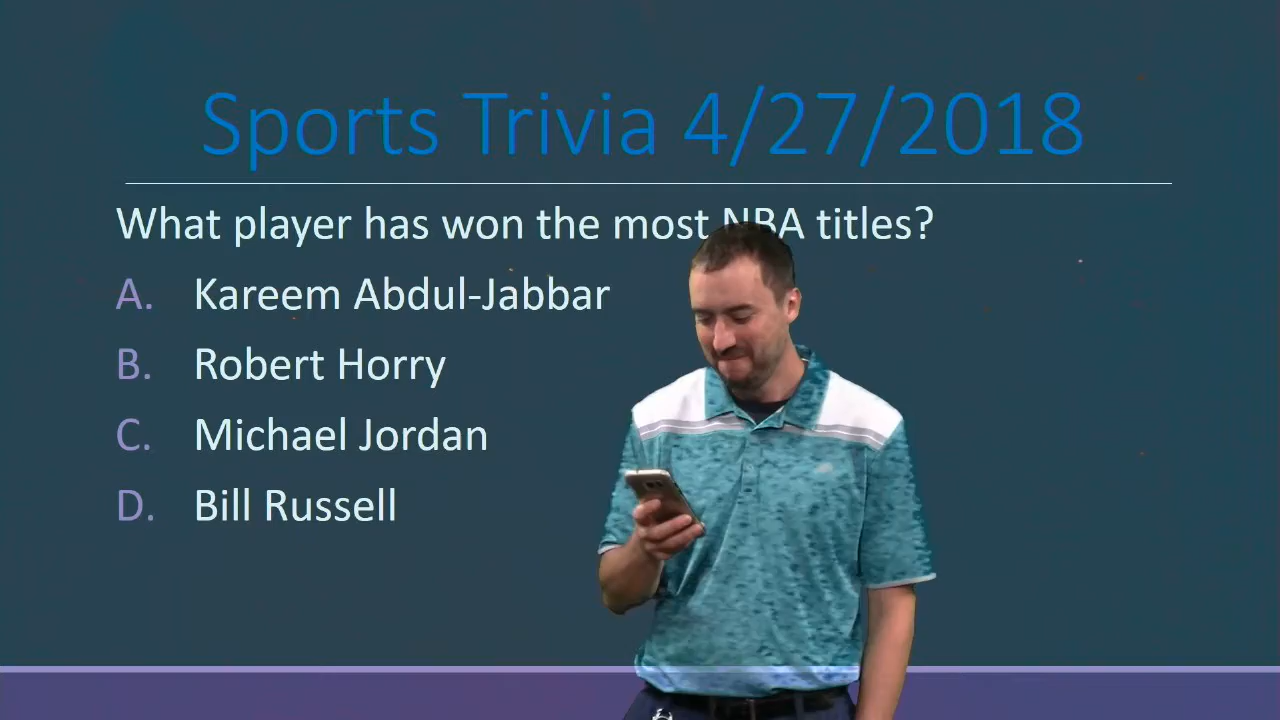 Sports Trivia 4/27/2018
What player has won the most NBA titles?
A. Kareem Abdul-Jabbar
B. Robert Horry
C. Michael Jordan
D. Bill Russell